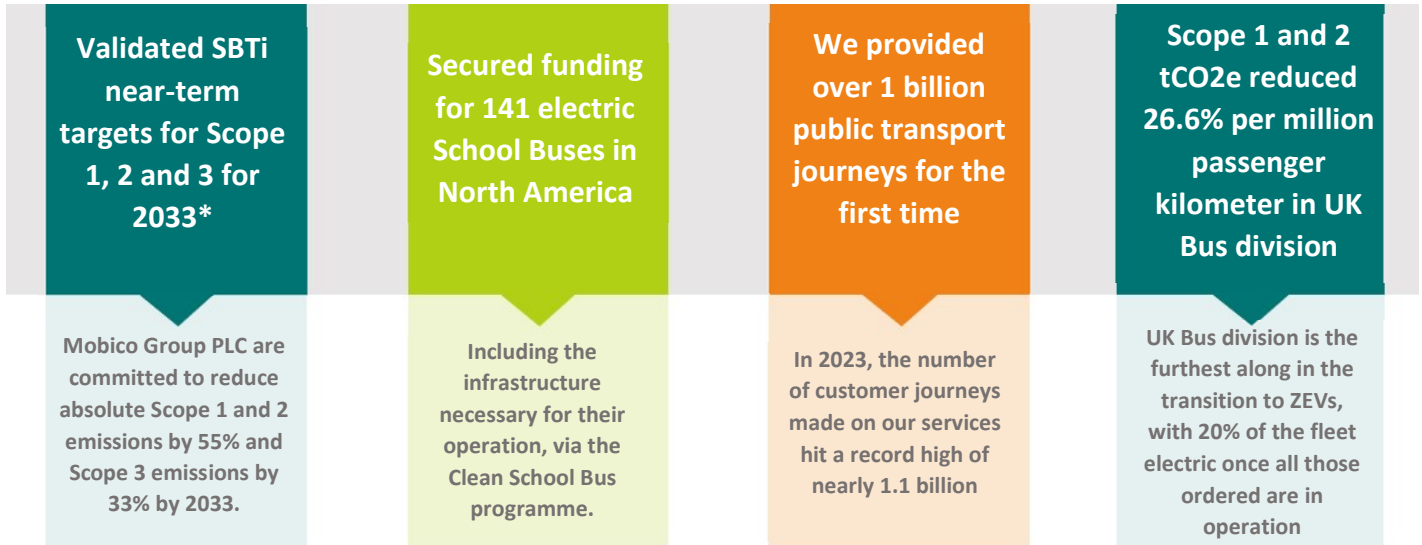 Validated SBTi
near-term
targets for Scope
1, 2 and 3 for
2033*
Mobico Group PLC are
committed to reduce
absolute Scope 1 and 2
emissions by 55% and
Scope 3 emissions by
33% by 2033.
Secured funding
for 141 electric
School Buses in
North America
Including the
infrastructure
necessary for their
operation, via the
Clean School Bus
programme.
We provided
over 1 billion
public transport
journeys for the
first time
In 2023, the number
of customer journeys
made on our services
hit a record high of
nearly 1.1 billion
Scope 1 and 2
tCO2e reduced
26.6% per million
passenger
kilometer in UK
Bus division
UK Bus division is the
furthest along in the
transition to ZEVs,
with 20% of the fleet
electric once all those
ordered are in
operation